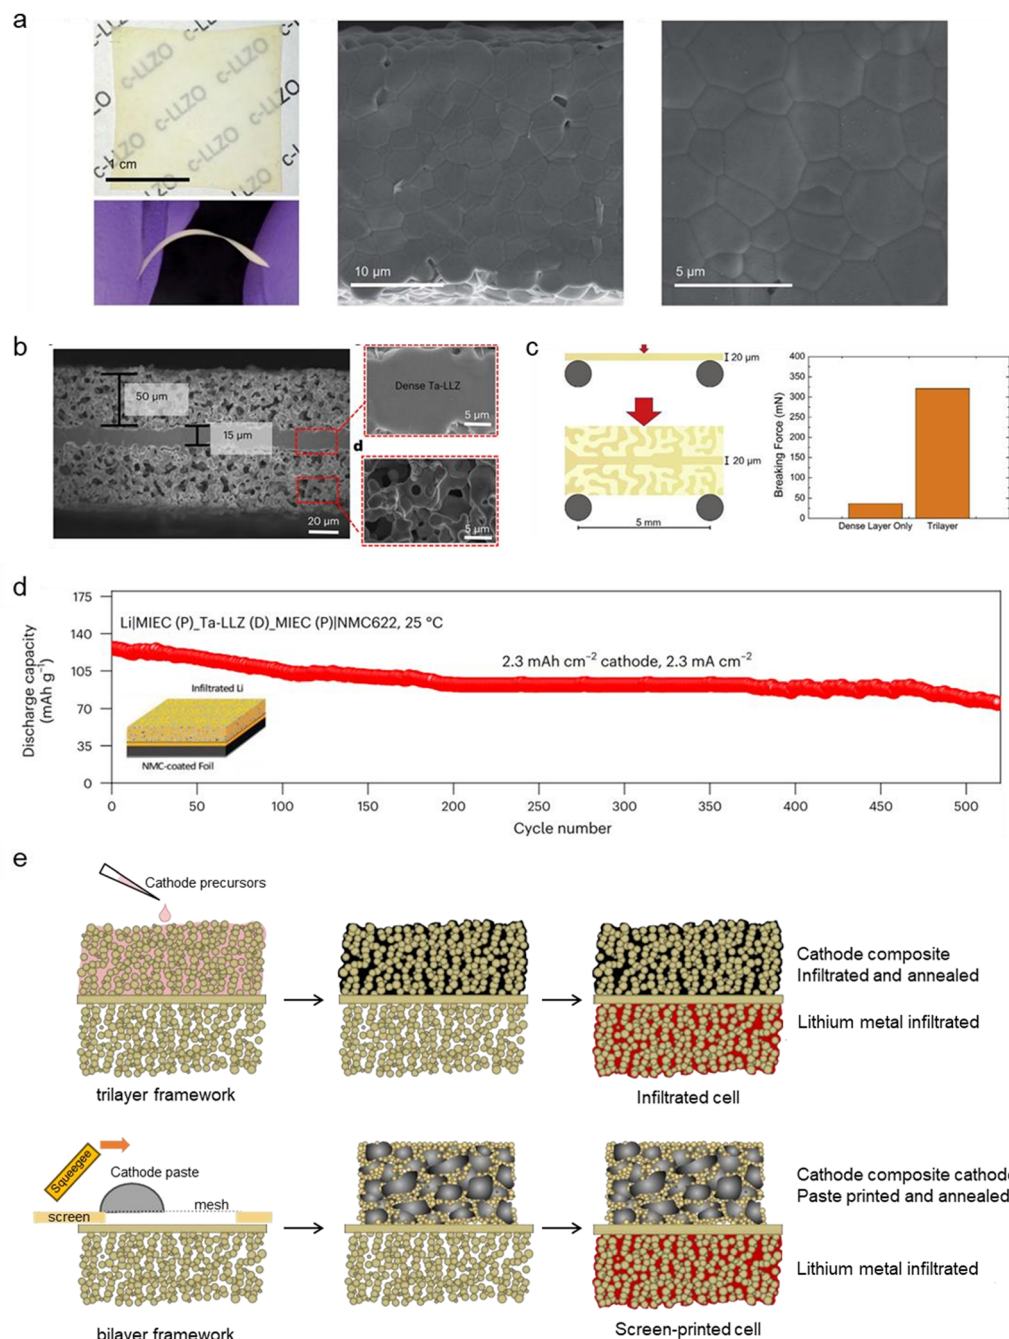 a
c-LLZO
c-LLZO
c-LLZO
c-LLZO
c-LLZO
c-LLZO
1 cm
10 µm
5 µm
b
50 µm
15 µm
20 µm
Dense Ta-LLZ
5 µm
d
5 µm
c
20 µm
20 µm
5 mm
Breaking Force (mN)
400
350
300
250
200
150
100
50
0
Dense Layer Only
Trilayer
d
Discharge capacity
(mAh g⁻¹)
175
140
105
70
35
0
Li|MIEC (P)_Ta-LLZ (D)_MIEC (P)|NMC622, 25 °C
2.3 mAh cm⁻² cathode, 2.3 mA cm⁻²
Infiltrated Li
NMC-coated Foil
0 50 100 150 200 250 300 350 400 450 500
Cycle number
e
Cathode precursors
trilayer framework
Cathode composite
Infiltrated and annealed
Lithium metal infiltrated
Infiltrated cell
Squeegee
Cathode paste
mesh
screen
bilayer framework
Cathode composite cathod
Paste printed and annealed
Lithium metal infiltrated
Screen-printed cell